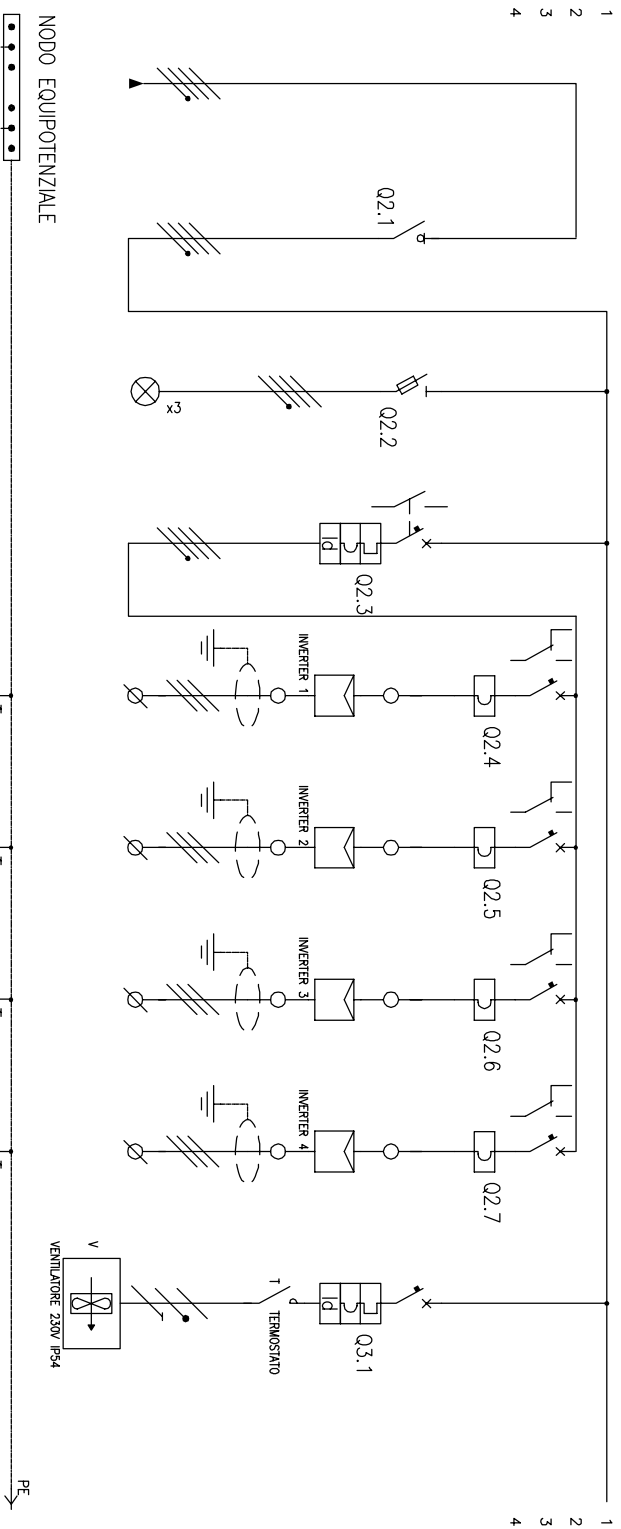 1
2
3
4
NODO EQUIPOTENZIALE
Q2.1
x3
Q2.2
Id
Q2.3
INVERTER 1
Q2.4
INVERTER 2
Q2.5
INVERTER 3
Q2.6
INVERTER 4
Q2.7
Id
Q3.1
T
TERMOSTATO
V
VENTILATORE 230V IP54
PE
1
2
3
4